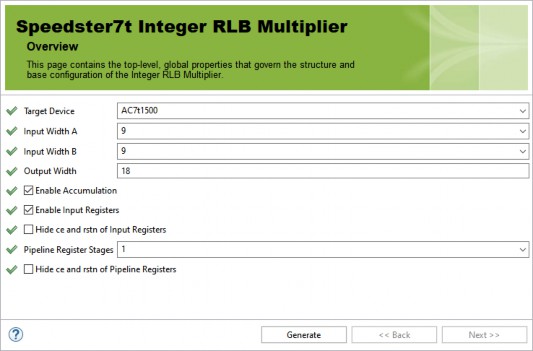 Speedster7t Integer RLB Multiplier
Overview
This page contains the top-level, global properties that govern the structure and
base configuration of the Integer RLB Multiplier.
Target Device AC7t1500
Input Width A 9
Input Width B 9
Output Width 18
Enable Accumulation
Enable Input Registers
Hide ce and rstn of Input Registers
Pipeline Register Stages 1
Hide ce and rstn of Pipeline Registers
? Generate << Back Next >>